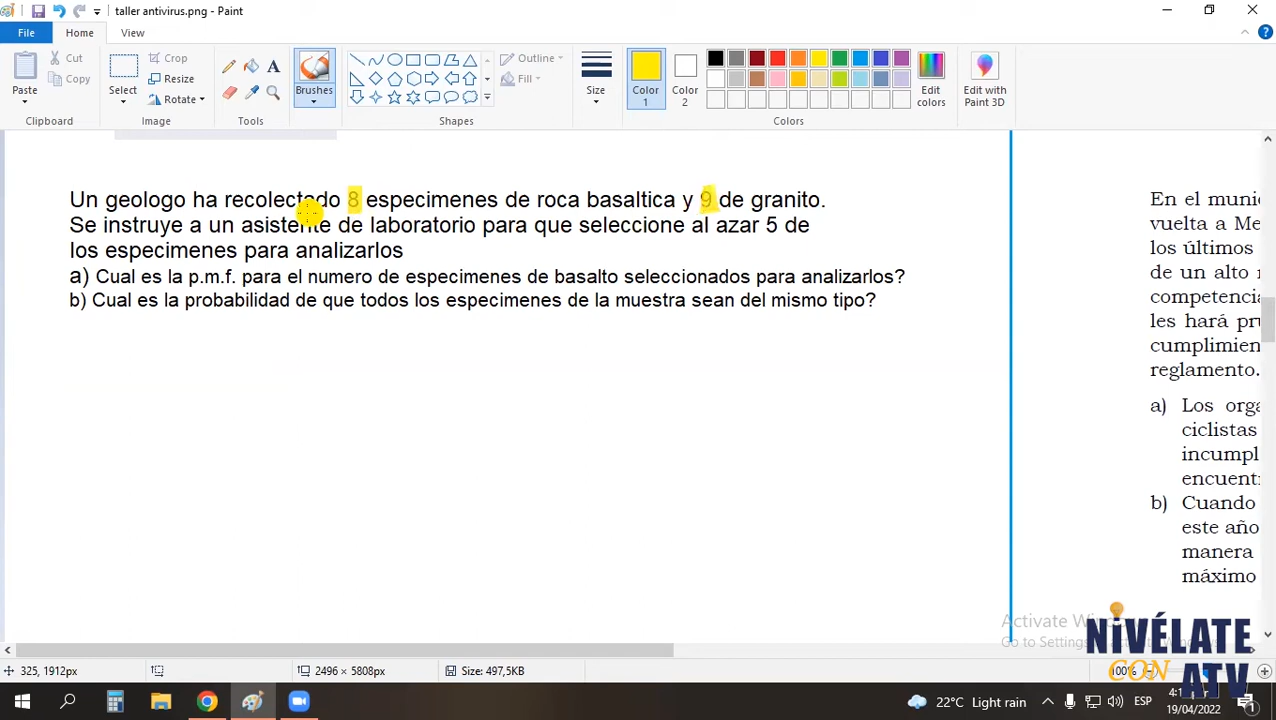 taller antivirus.png - Paint
File
Home
View
Paste
Cut
Copy
Clipboard
Select
Crop
Resize
Rotate
Image
Tools
Brushes
Shapes
Outline
Fill
Size
Color 1
Color 2
Edit colors
Colors
Edit with Paint 3D
Un geologo ha recolectado 8 especimenes de roca basaltica y 9 de granito.
Se instruye a un asistente de laboratorio para que seleccione al azar 5 de
los especimenes para analizarlos
a) Cual es la p.m.f. para el numero de especimenes de basalto seleccionados para analizarlos?
b) Cual es la probabilidad de que todos los especimenes de la muestra sean del mismo tipo?
En el muni
vuelta a Me
los últimos
de un alto
competencia
les hará pr
cumplimien
reglamento.
a) Los orga
ciclistas
incumpl
encuentr
b) Cuando
este año
manera
máximo
Activate Win
Go to Settings
NIVÉLATE
CON
ATV
325, 1912px
2496 × 5808px
Size: 497,5KB
100%
22°C Light rain
ESP
19/04/2022
1